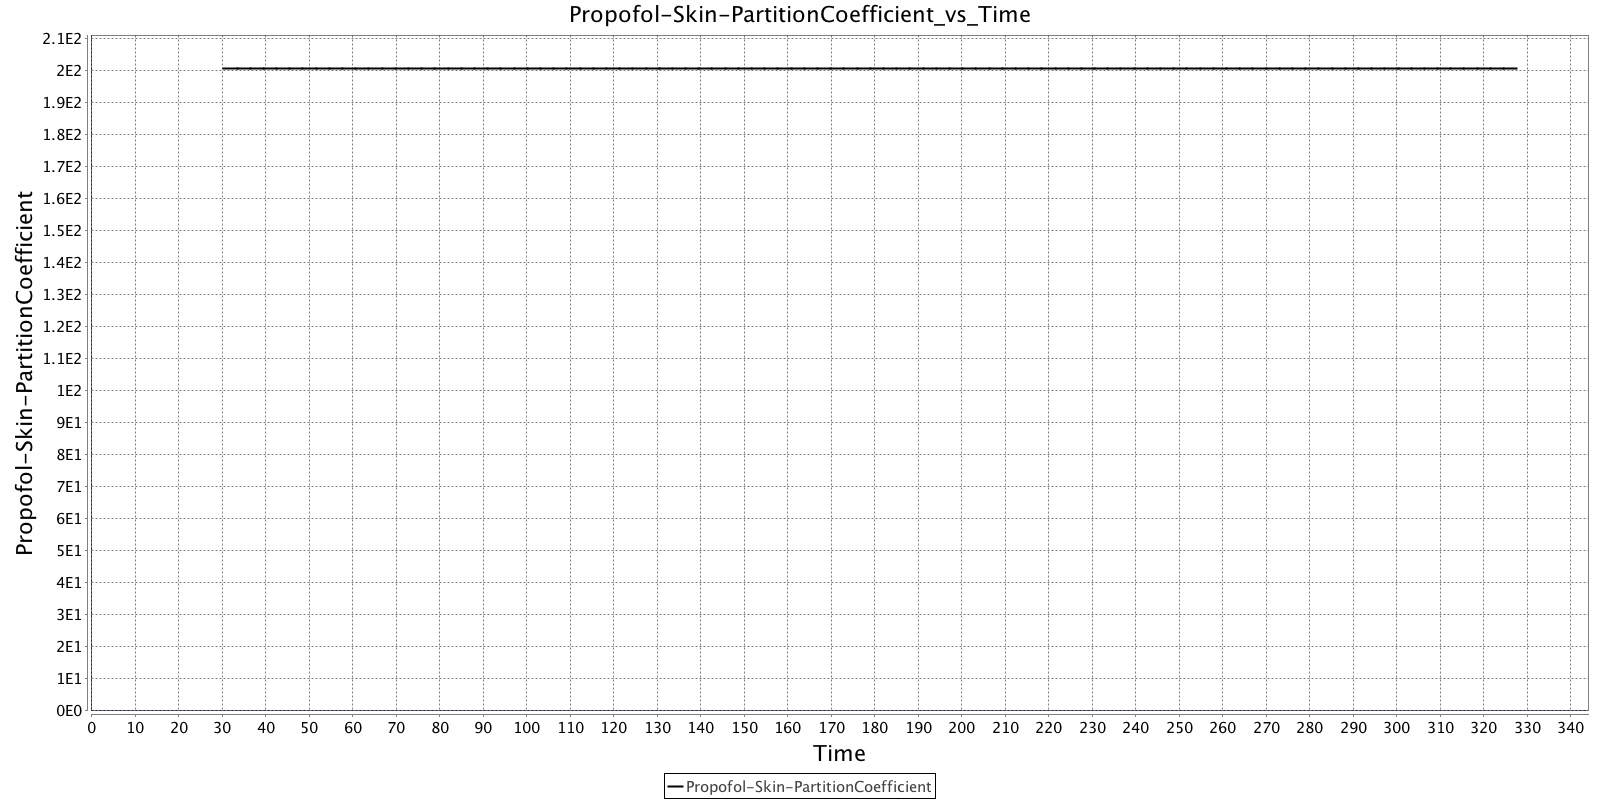 Propofol-Skin-PartitionCoefficient_vs_Time
Propofol-Skin-PartitionCoefficient
2.1E2
2E2
1.9E2
1.8E2
1.7E2
1.6E2
1.5E2
1.4E2
1.3E2
1.2E2
1.1E2
1E2
9E1
8E1
7E1
6E1
5E1
4E1
3E1
2E1
1E1
0E0
0 10 20 30 40 50 60 70 80 90 100 110 120 130 140 150 160 170 180 190 200 210 220 230 240 250 260 270 280 290 300 310 320 330 340
Time
Propofol-Skin-PartitionCoefficient